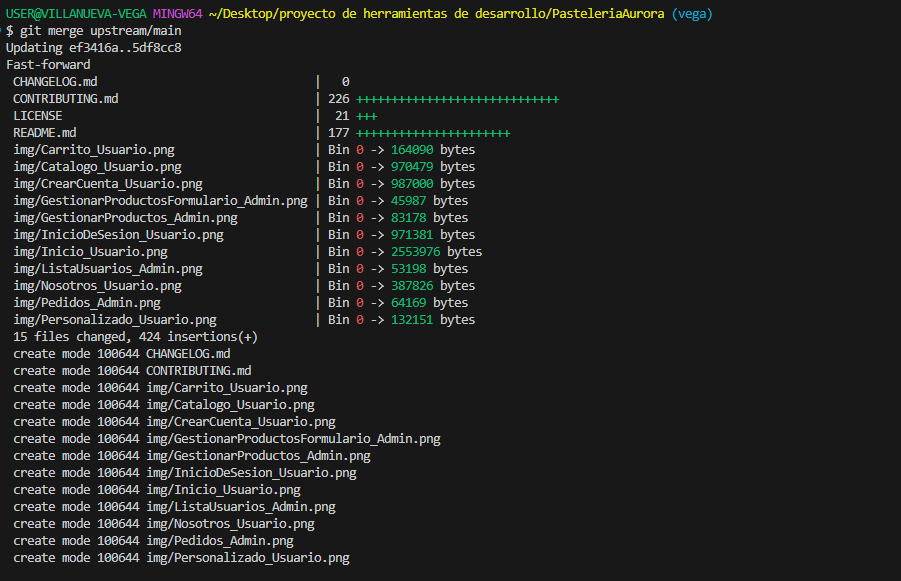 USER@VILLANUEVA-VEGA MINGW64 ~/Desktop/proyecto de herramientas de desarrollo/PasteleriaAurora (vega)
$ git merge upstream/main
Updating ef3416a..5df8cc8
Fast-forward
 CHANGELOG.md                              |   0
 CONTRIBUTING.md                           | 226 +++++++++++++++++++++++++++++
 LICENSE                                   |  21 +++
 README.md                                 | 177 ++++++++++++++++++++++
 img/Carrito_Usuario.png                   | Bin 0 -> 164090 bytes
 img/Catalogo_Usuario.png                  | Bin 0 -> 970479 bytes
 img/CrearCuenta_Usuario.png               | Bin 0 -> 987000 bytes
 img/GestionarProductosFormulario_Admin.png | Bin 0 -> 45987 bytes
 img/GestionarProductos_Admin.png          | Bin 0 -> 83178 bytes
 img/InicioDeSesion_Usuario.png            | Bin 0 -> 971381 bytes
 img/Inicio_Usuario.png                    | Bin 0 -> 2553976 bytes
 img/ListaUsuarios_Admin.png               | Bin 0 -> 53198 bytes
 img/Nosotros_Usuario.png                  | Bin 0 -> 387826 bytes
 img/Pedidos_Admin.png                     | Bin 0 -> 64169 bytes
 img/Personalizado_Usuario.png             | Bin 0 -> 132151 bytes
 15 files changed, 424 insertions(+)
 create mode 100644 CHANGELOG.md
 create mode 100644 CONTRIBUTING.md
 create mode 100644 img/Carrito_Usuario.png
 create mode 100644 img/Catalogo_Usuario.png
 create mode 100644 img/CrearCuenta_Usuario.png
 create mode 100644 img/GestionarProductosFormulario_Admin.png
 create mode 100644 img/GestionarProductos_Admin.png
 create mode 100644 img/InicioDeSesion_Usuario.png
 create mode 100644 img/Inicio_Usuario.png
 create mode 100644 img/ListaUsuarios_Admin.png
 create mode 100644 img/Nosotros_Usuario.png
 create mode 100644 img/Pedidos_Admin.png
 create mode 100644 img/Personalizado_Usuario.png